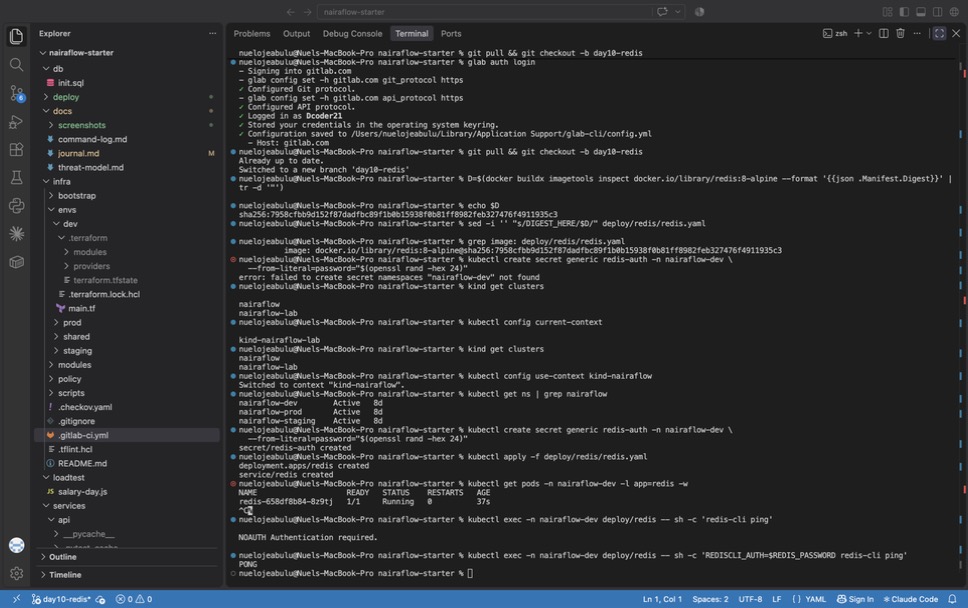 nairaflow-starter
Explorer
Problems Output Debug Console Terminal Ports
zsh
nairaflow-starter
db
init.sql
deploy
docs
screenshots
command-log.md
journal.md M
threat-model.md
infra
bootstrap
envs
dev
.terraform
modules
providers
terraform.tfstate
.terraform.lock.hcl
main.tf
prod
shared
staging
modules
policy
scripts
.checkov.yaml
.gitignore
.gitlab-ci.yml
.tflint.hcl
README.md
loadtest
JS salary-day.js
services
api
__pycache__
.pytest_cache
Outline
Timeline
6
nuelojeabulu@Nuels-MacBook-Pro nairaflow-starter % git pull && git checkout -b day10-redis
nuelojeabulu@Nuels-MacBook-Pro nairaflow-starter % glab auth login
- Signing into gitlab.com
- glab config set -h gitlab.com git_protocol https
✓ Configured Git protocol.
- glab config set -h gitlab.com api_protocol https
✓ Configured API protocol.
✓ Logged in as Dcoder21
✓ Stored your credentials in the operating system keyring.
✓ Configuration saved to /Users/nuelojeabulu/Library/Application Support/glab-cli/config.yml
- Host: gitlab.com
nuelojeabulu@Nuels-MacBook-Pro nairaflow-starter % git pull && git checkout -b day10-redis
Already up to date.
Switched to a new branch 'day10-redis'
nuelojeabulu@Nuels-MacBook-Pro nairaflow-starter % D=$(docker buildx imagetools inspect docker.io/library/redis:8-alpine --format '{{json .Manifest.Digest}}' |
tr -d '"')
nuelojeabulu@Nuels-MacBook-Pro nairaflow-starter % echo $D
sha256:7958cfbb9d152f87dadfbc89f1b0b15938f0b81ff8982feb327476f4911935c3
nuelojeabulu@Nuels-MacBook-Pro nairaflow-starter % sed -i '' "s/DIGEST_HERE/$D/" deploy/redis/redis.yaml
nuelojeabulu@Nuels-MacBook-Pro nairaflow-starter % grep image: deploy/redis/redis.yaml
image: docker.io/library/redis:8-alpine@sha256:7958cfbb9d152f87dadfbc89f1b0b15938f0b81ff8982feb327476f4911935c3
nuelojeabulu@Nuels-MacBook-Pro nairaflow-starter % kubectl create secret generic redis-auth -n nairaflow-dev \
--from-literal=password="$(openssl rand -hex 24)"
error: failed to create secret namespaces "nairaflow-dev" not found
nuelojeabulu@Nuels-MacBook-Pro nairaflow-starter % kind get clusters
nairaflow
nairaflow-lab
nuelojeabulu@Nuels-MacBook-Pro nairaflow-starter % kubectl config current-context
kind-nairaflow-lab
nuelojeabulu@Nuels-MacBook-Pro nairaflow-starter % kind get clusters
nairaflow
nairaflow-lab
nuelojeabulu@Nuels-MacBook-Pro nairaflow-starter % kubectl config use-context kind-nairaflow
Switched to context "kind-nairaflow".
nuelojeabulu@Nuels-MacBook-Pro nairaflow-starter % kubectl get ns | grep nairaflow
nairaflow-dev Active 8d
nairaflow-prod Active 8d
nairaflow-staging Active 8d
nuelojeabulu@Nuels-MacBook-Pro nairaflow-starter % kubectl create secret generic redis-auth -n nairaflow-dev \
--from-literal=password="$(openssl rand -hex 24)"
secret/redis-auth created
nuelojeabulu@Nuels-MacBook-Pro nairaflow-starter % kubectl apply -f deploy/redis/redis.yaml
deployment.apps/redis created
service/redis created
nuelojeabulu@Nuels-MacBook-Pro nairaflow-starter % kubectl get pods -n nairaflow-dev -l app=redis -w
NAME READY STATUS RESTARTS AGE
redis-658df8b84-8z9tj 1/1 Running 0 37s
^C
nuelojeabulu@Nuels-MacBook-Pro nairaflow-starter % kubectl exec -n nairaflow-dev deploy/redis -- sh -c 'redis-cli ping'
NOAUTH Authentication required.
nuelojeabulu@Nuels-MacBook-Pro nairaflow-starter % kubectl exec -n nairaflow-dev deploy/redis -- sh -c 'REDISCLI_AUTH=$REDIS_PASSWORD redis-cli ping'
PONG
nuelojeabulu@Nuels-MacBook-Pro nairaflow-starter %
day10-redis* 0 0 Ln 1, Col 1 Spaces: 2 UTF-8 LF {} YAML Sign In Claude Code